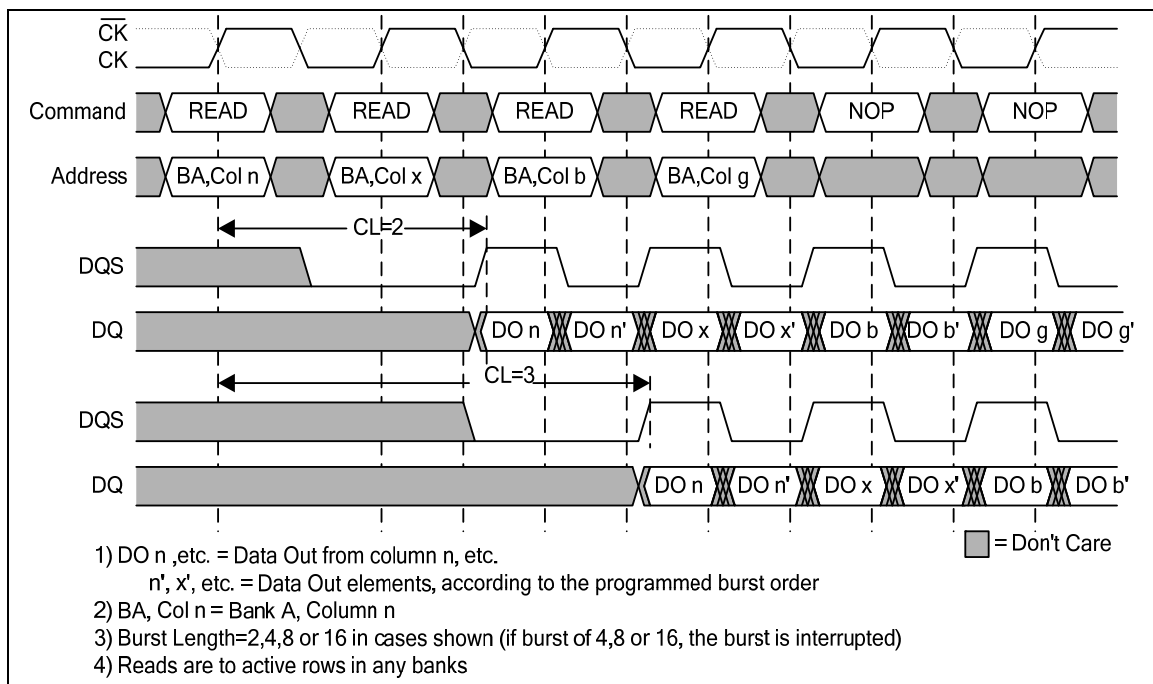 CK
CK
Command READ READ READ READ NOP NOP
Address BA,Col n BA,Col x BA,Col b BA,Col g
CL=2
DQS
DQ DO n DO n' DO x DO x' DO b DO b' DO g DO g'
CL=3
DQS
DQ DO n DO n' DO x DO x' DO b DO b'
= Don't Care
1) DO n ,etc. = Data Out from column n, etc.
n', x', etc. = Data Out elements, according to the programmed burst order
2) BA, Col n = Bank A, Column n
3) Burst Length=2,4,8 or 16 in cases shown (if burst of 4,8 or 16, the burst is interrupted)
4) Reads are to active rows in any banks